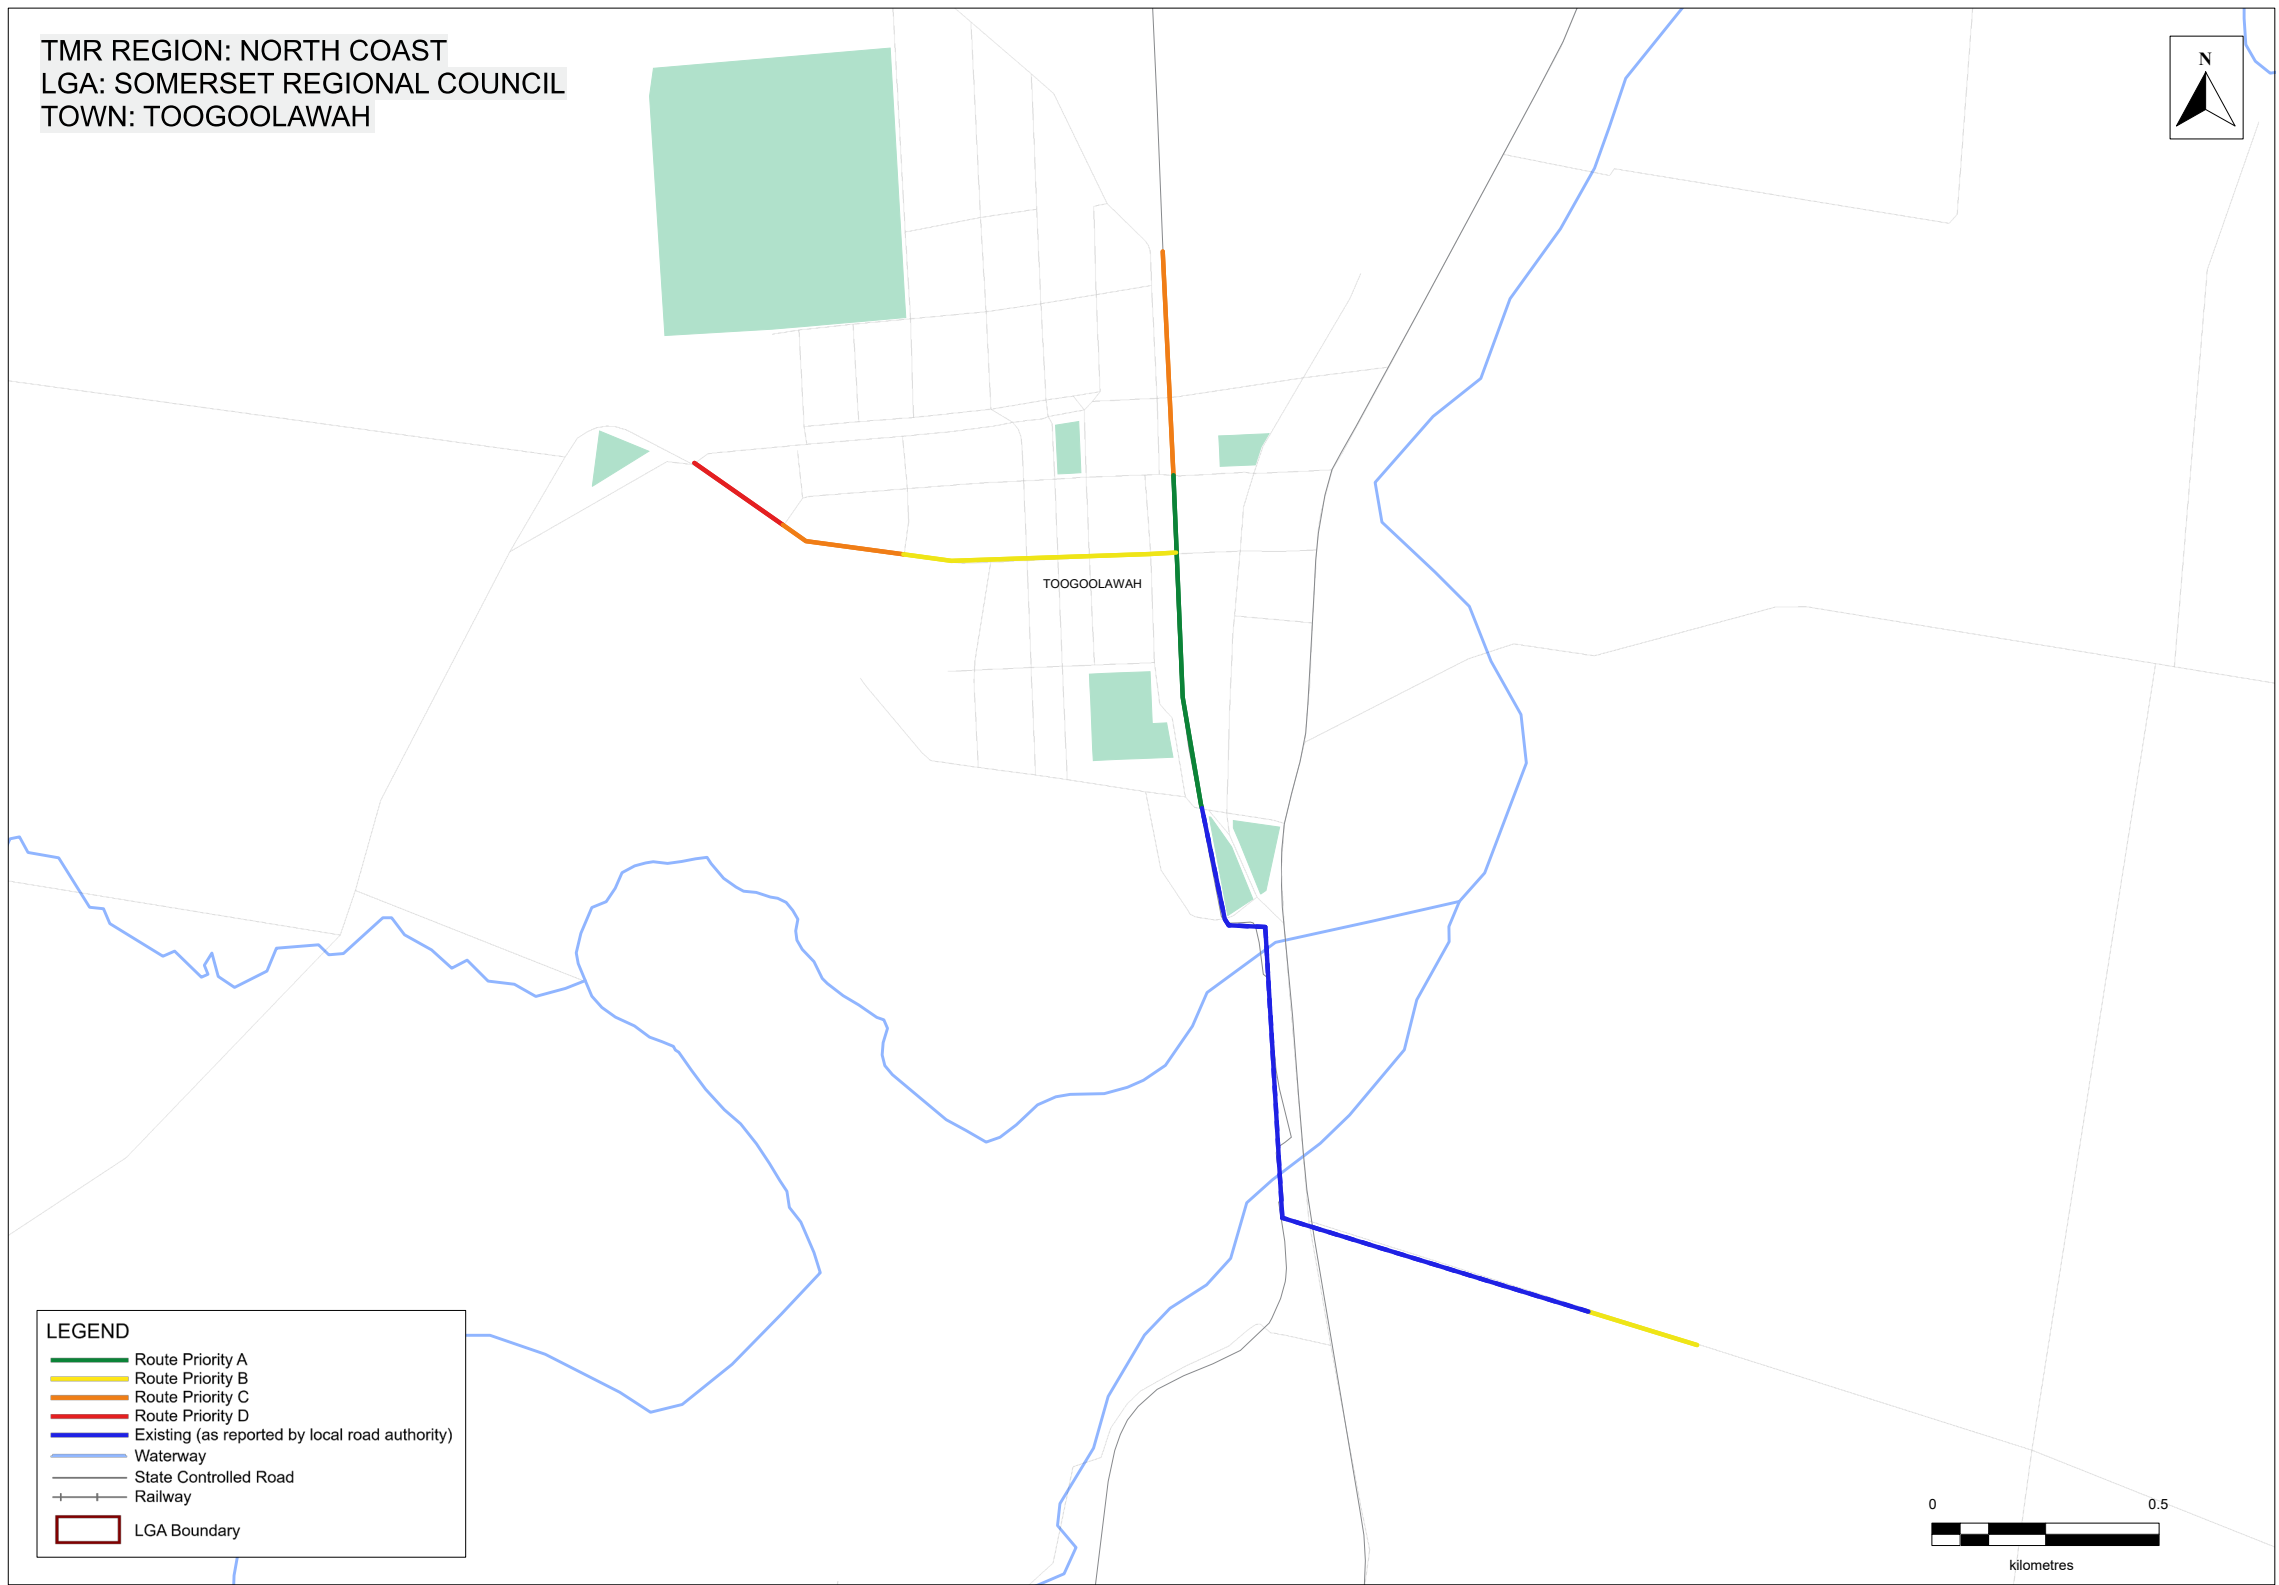 TMR REGION: NORTH COAST
LGA: SOMERSET REGIONAL COUNCIL
TOWN: TOOGOOLAWAH
N
TOOGOOLAWAH
LEGEND
Route Priority A
Route Priority B
Route Priority C
Route Priority D
Existing (as reported by local road authority)
Waterway
State Controlled Road
Railway
LGA Boundary
0 0.5
kilometres